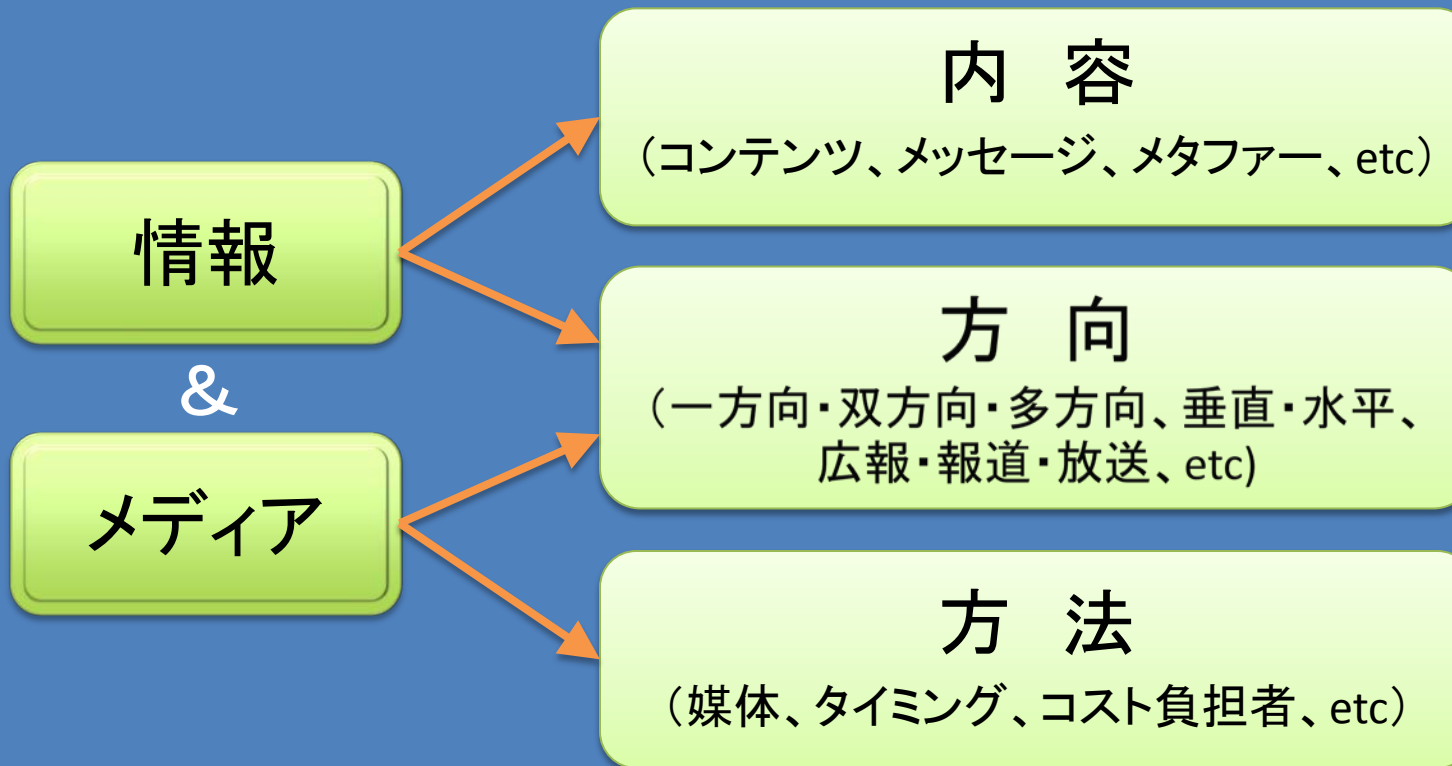 情報
&
メディア
内　容
（コンテンツ、メッセージ、メタファー、etc）
方　向
（一方向・双方向・多方向、垂直・水平、
広報・報道・放送、etc)
方　法
（媒体、タイミング、コスト負担者、etc）